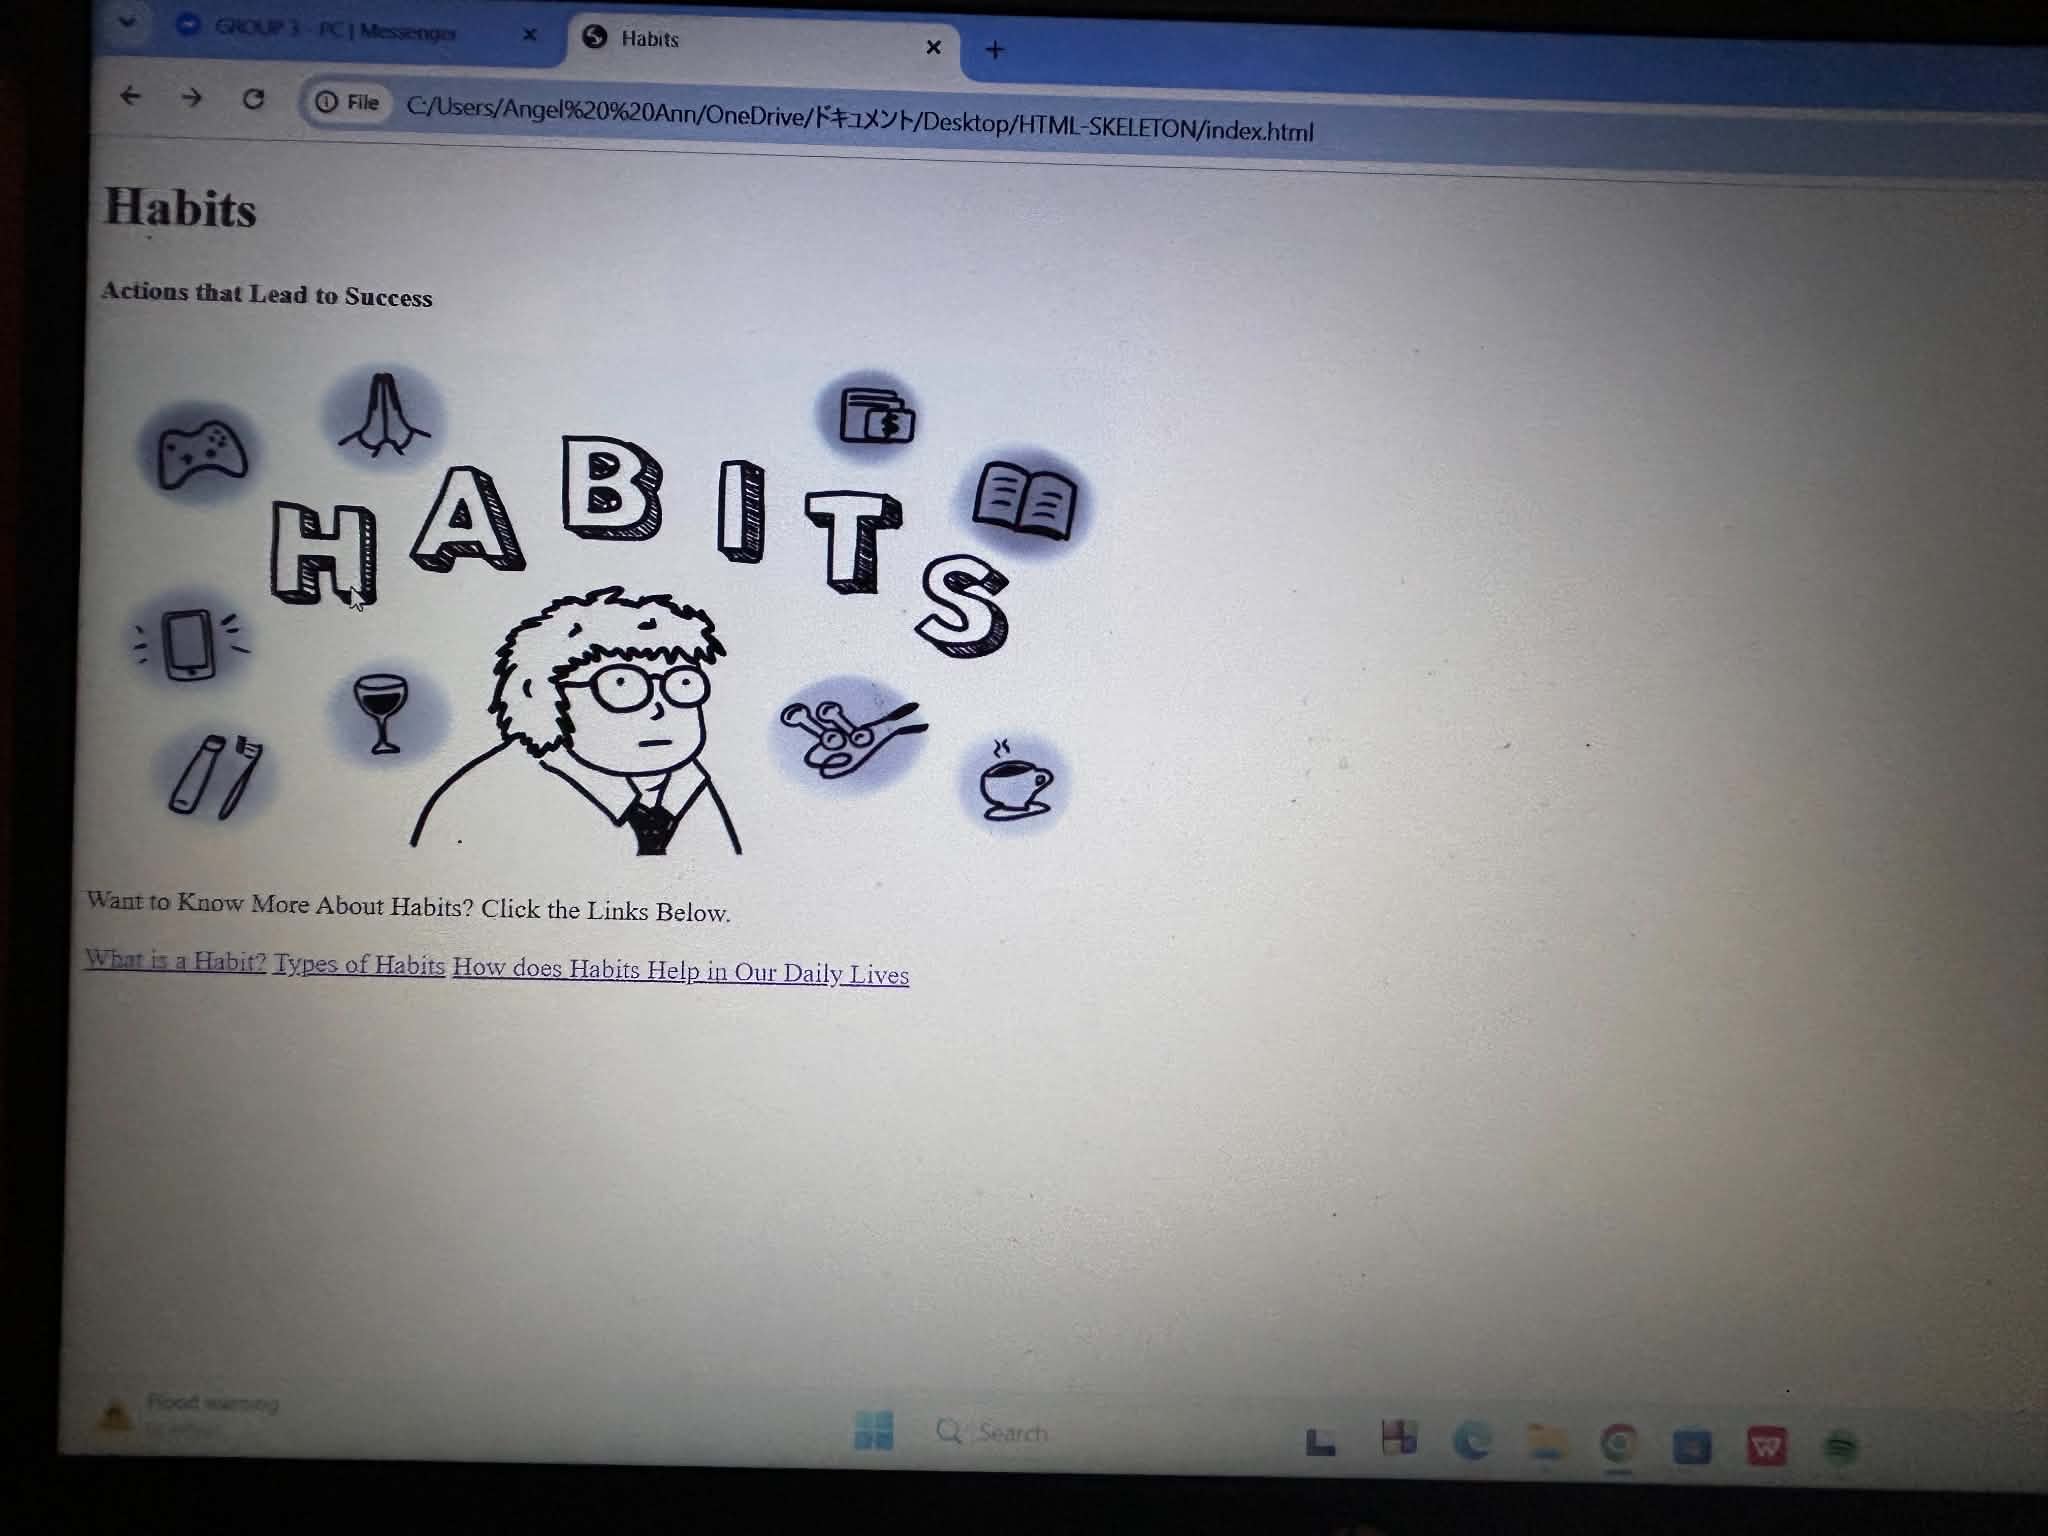 GROUP 3 - PC | Messenger
Habits
File
C:/Users/Angel%20%20Ann/OneDrive/ドキュメント/Desktop/HTML-SKELETON/index.html
Habits
Actions that Lead to Success
HABITS
$
Want to Know More About Habits? Click the Links Below.
What is a Habit? Types of Habits How does Habits Help in Our Daily Lives
Flood warning
Search
W